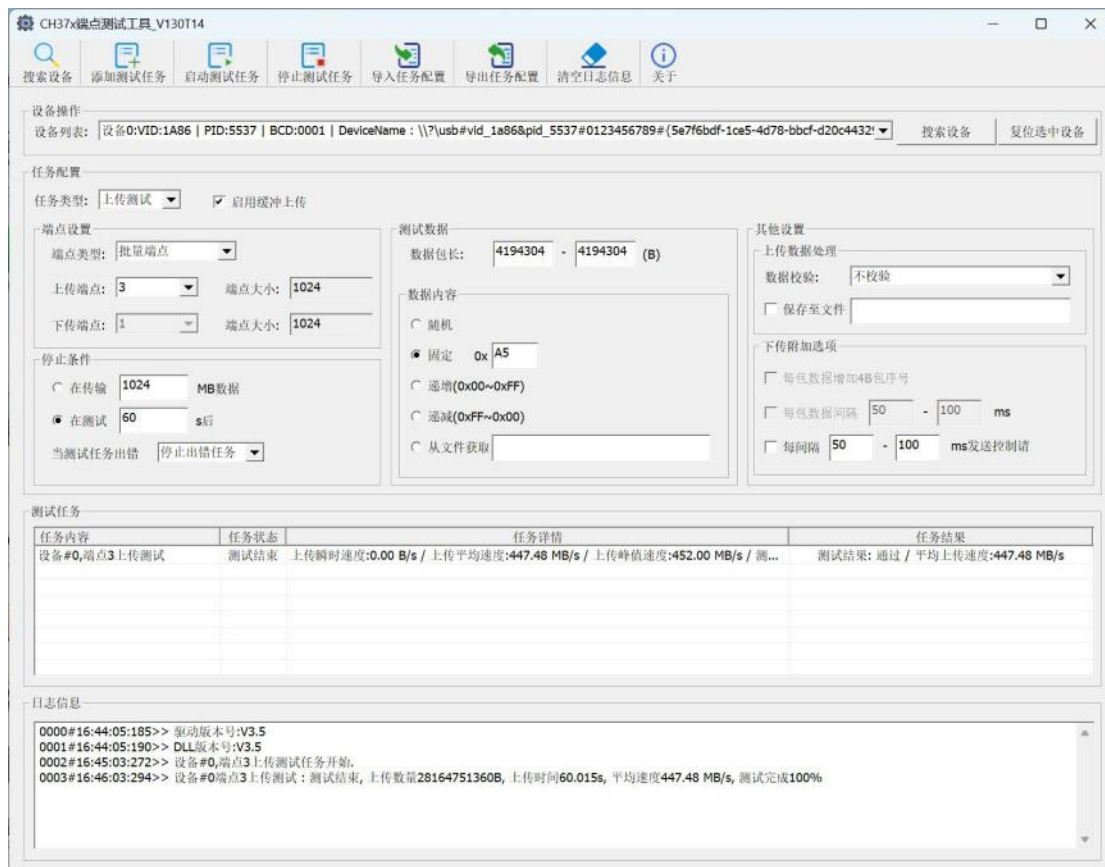 CH37x端点测试工具_V130T14
搜索设备 添加测试任务 启动测试任务 停止测试任务 导入任务配置 导出任务配置 清空日志信息 关于
设备操作
设备列表: 设备0:VID:1A86 | PID:5537 | BCD:0001 | DeviceName : \\?\usb#vid_1a86&pid_5537#0123456789#{5e7f6bdf-1ce5-4d78-bbcf-d20c4432 搜索设备 复位选中设备
任务配置
任务类型: 上传测试 启用缓冲上传
端点设置
端点类型: 批量端点
上传端点: 3 端点大小: 1024
下传端点: 1 端点大小: 1024
停止条件
在传输 1024 MB数据
在测试 60 s后
当测试任务出错 停止出错任务
测试数据
数据包长: 4194304 - 4194304 (B)
数据内容
随机
固定 0x A5
递增(0x00~0xFF)
递减(0xFF~0x00)
从文件获取
其他设置
上传数据处理
数据校验: 不校验
保存至文件
下传附加选项
每包数据增加4B包序号
每包数据间隔 50 - 100 ms
每间隔 50 - 100 ms发送控制请
测试任务
任务内容 任务状态 任务详情 任务结果
设备#0,端点3上传测试 测试结束 上传瞬时速度:0.00 B/s / 上传平均速度:447.48 MB/s / 上传峰值速度:452.00 MB/s / 测... 测试结果: 通过 / 平均上传速度:447.48 MB/s
日志信息
0000#16:44:05:185>> 驱动版本号:V3.5
0001#16:44:05:190>> DLL版本号:V3.5
0002#16:45:03:272>> 设备#0,端点3上传测试任务开始.
0003#16:46:03:294>> 设备#0端点3上传测试：测试结束, 上传数量28164751360B, 上传时间60.015s, 平均速度447.48 MB/s, 测试完成100%